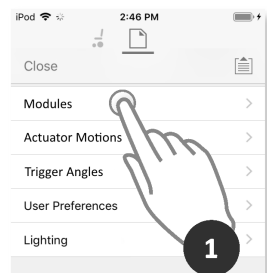 iPod 2:46 PM
Close
Modules
Actuator Motions
Trigger Angles
User Preferences
Lighting
1